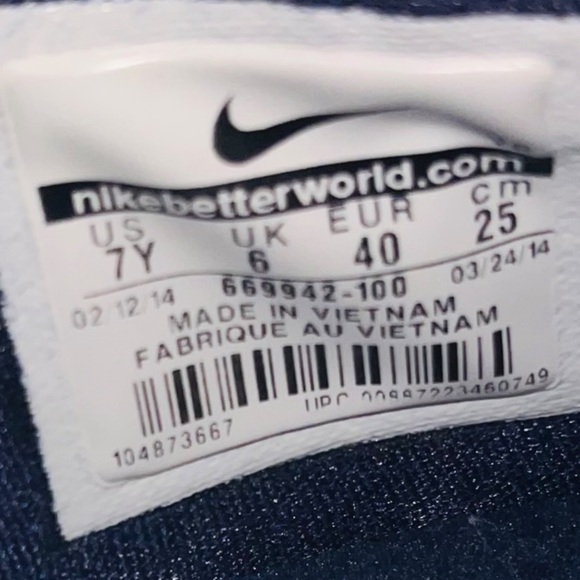 nikebetterworld.com
US UK EUR cm
7Y 6 40 25
02/12/14 669942-100 03/24/14
MADE IN VIETNAM
FABRIQUE AU VIETNAM
104873667 UPC